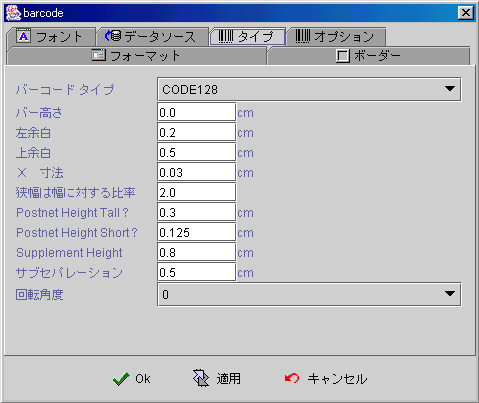 barcode
フォント データソース タイプ オプション
フォーマット ボーダー
バーコード タイプ CODE128
バー高さ 0.0 cm
左余白 0.2 cm
上余白 0.5 cm
X 寸法 0.03 cm
狭幅は幅に対する比率 2.0
Postnet Height Tall? 0.3 cm
Postnet Height Short? 0.125 cm
Supplement Height 0.8 cm
サブセパレーション 0.5 cm
回転角度 0
Ok 適用 キャンセル